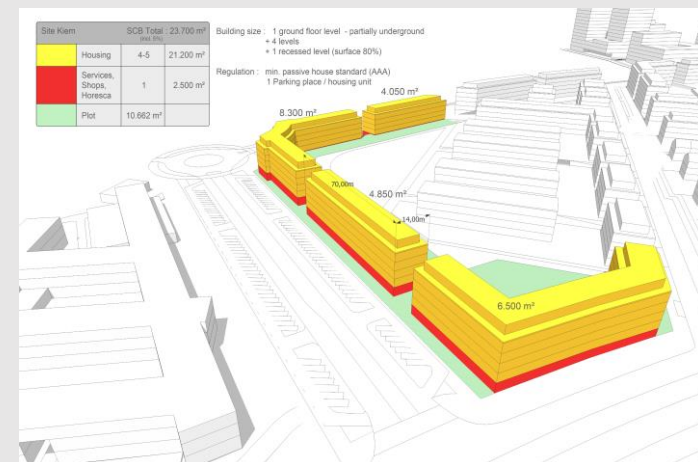 Site Kiem SCB Total 23.700 m²
(incl. 5%)
Housing 4-5 21.200 m²
Services,
Shops,
Horesca
1 2.500 m²
Plot 10.662 m²
Building size : 1 ground floor level - partially underground
+ 4 levels
+ 1 recessed level (surface 80%)
Regulation : min. passive house standard (AAA)
1 Parking place / housing unit
4.050 m²
8.300 m²
70,00m
4.850 m²
14,00m
6.500 m²